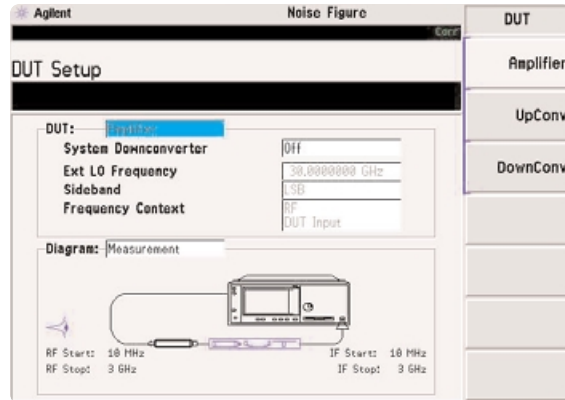 Agilent
Noise Figure
DUT
Corr
DUT Setup
Amplifier
UpConv
DownConv
DUT: Amplifier
System Downconverter Off
Ext LO Frequency 30.0000000 GHz
Sideband LSB
Frequency Context RF
DUT Input
Diagram: Measurement
RF Start: 10 MHz
RF Stop: 3 GHz
IF Start: 10 MHz
IF Stop: 3 GHz